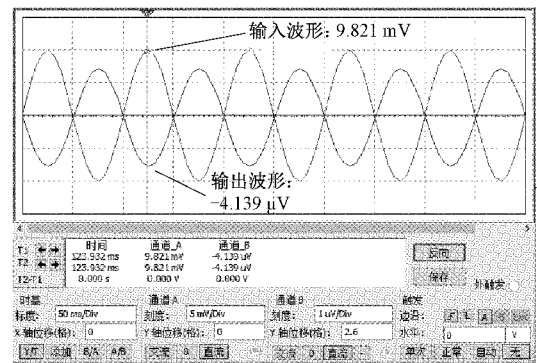 输入波形: 9.821 mV
输出波形:
-4.139 μV
T1
T2
T2-T1
时间 通道_A 通道_B
123.932 ms 9.821 mV -4.139 uV
123.932 ms 9.821 mV -4.139 uV
0.000 s 0.000 V 0.000 V
反向
保存
外触发
时基 通道A 通道B 触发
标度: 50 ms/Div 刻度: 5 mV/Div 刻度: 1 uV/Div 边沿:
X轴位移(格): 0 Y轴位移(格): 0 Y轴位移(格): 2.6 水平: 0 V
Y/T 添加 B/A A/B 交流 0 直流 交流 0 直流 单次 正常 自动 无